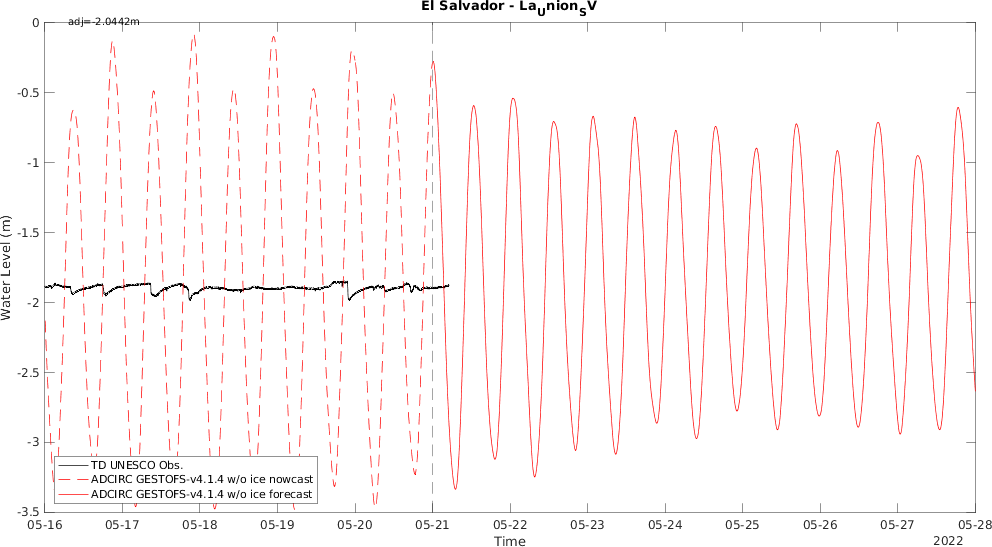 El Salvador - LaUnionSV
adj=-2.0442m
0
-0.5
-1
-1.5
-2
-2.5
-3
-3.5
Water Level (m)
TD UNESCO Obs.
ADCIRC GESTOFS-v4.1.4 w/o ice nowcast
ADCIRC GESTOFS-v4.1.4 w/o ice forecast
05-16 05-17 05-18 05-19 05-20 05-21 05-22 05-23 05-24 05-25 05-26 05-27 05-28
Time
2022